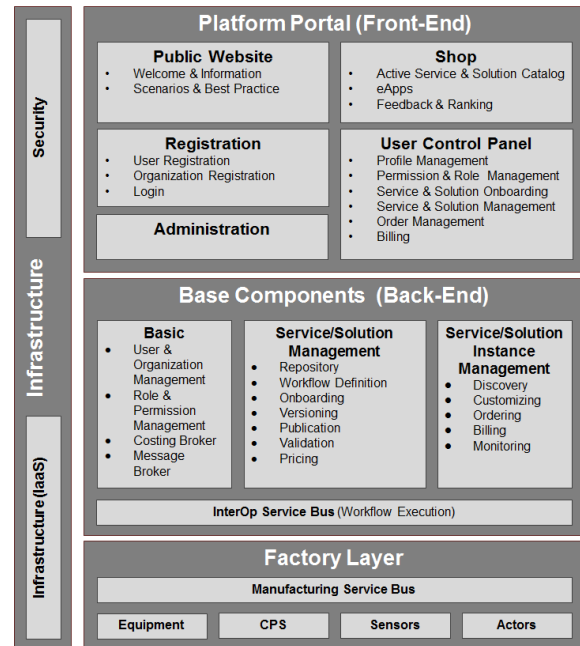 Security
Infrastructure
Infrastructure (IaaS)
Platform Portal (Front-End)
Public Website
• Welcome & Information
• Scenarios & Best Practice
Shop
• Active Service & Solution Catalog
• eApps
• Feedback & Ranking
Registration
• User Registration
• Organization Registration
• Login
User Control Panel
• Profile Management
• Permission & Role Management
• Service & Solution Onboarding
• Service & Solution Management
• Order Management
• Billing
Administration
Base Components (Back-End)
Basic
● User &
Organization
Management
● Role &
Permission
Management
● Costing Broker
● Message
Broker
Service/Solution
Management
● Repository
● Workflow Definition
● Onboarding
● Versioning
● Publication
● Validation
● Pricing
Service/Solution
Instance
Management
● Discovery
● Customizing
● Ordering
● Billing
● Monitoring
InterOp Service Bus (Workflow Execution)
Factory Layer
Manufacturing Service Bus
Equipment
CPS
Sensors
Actors